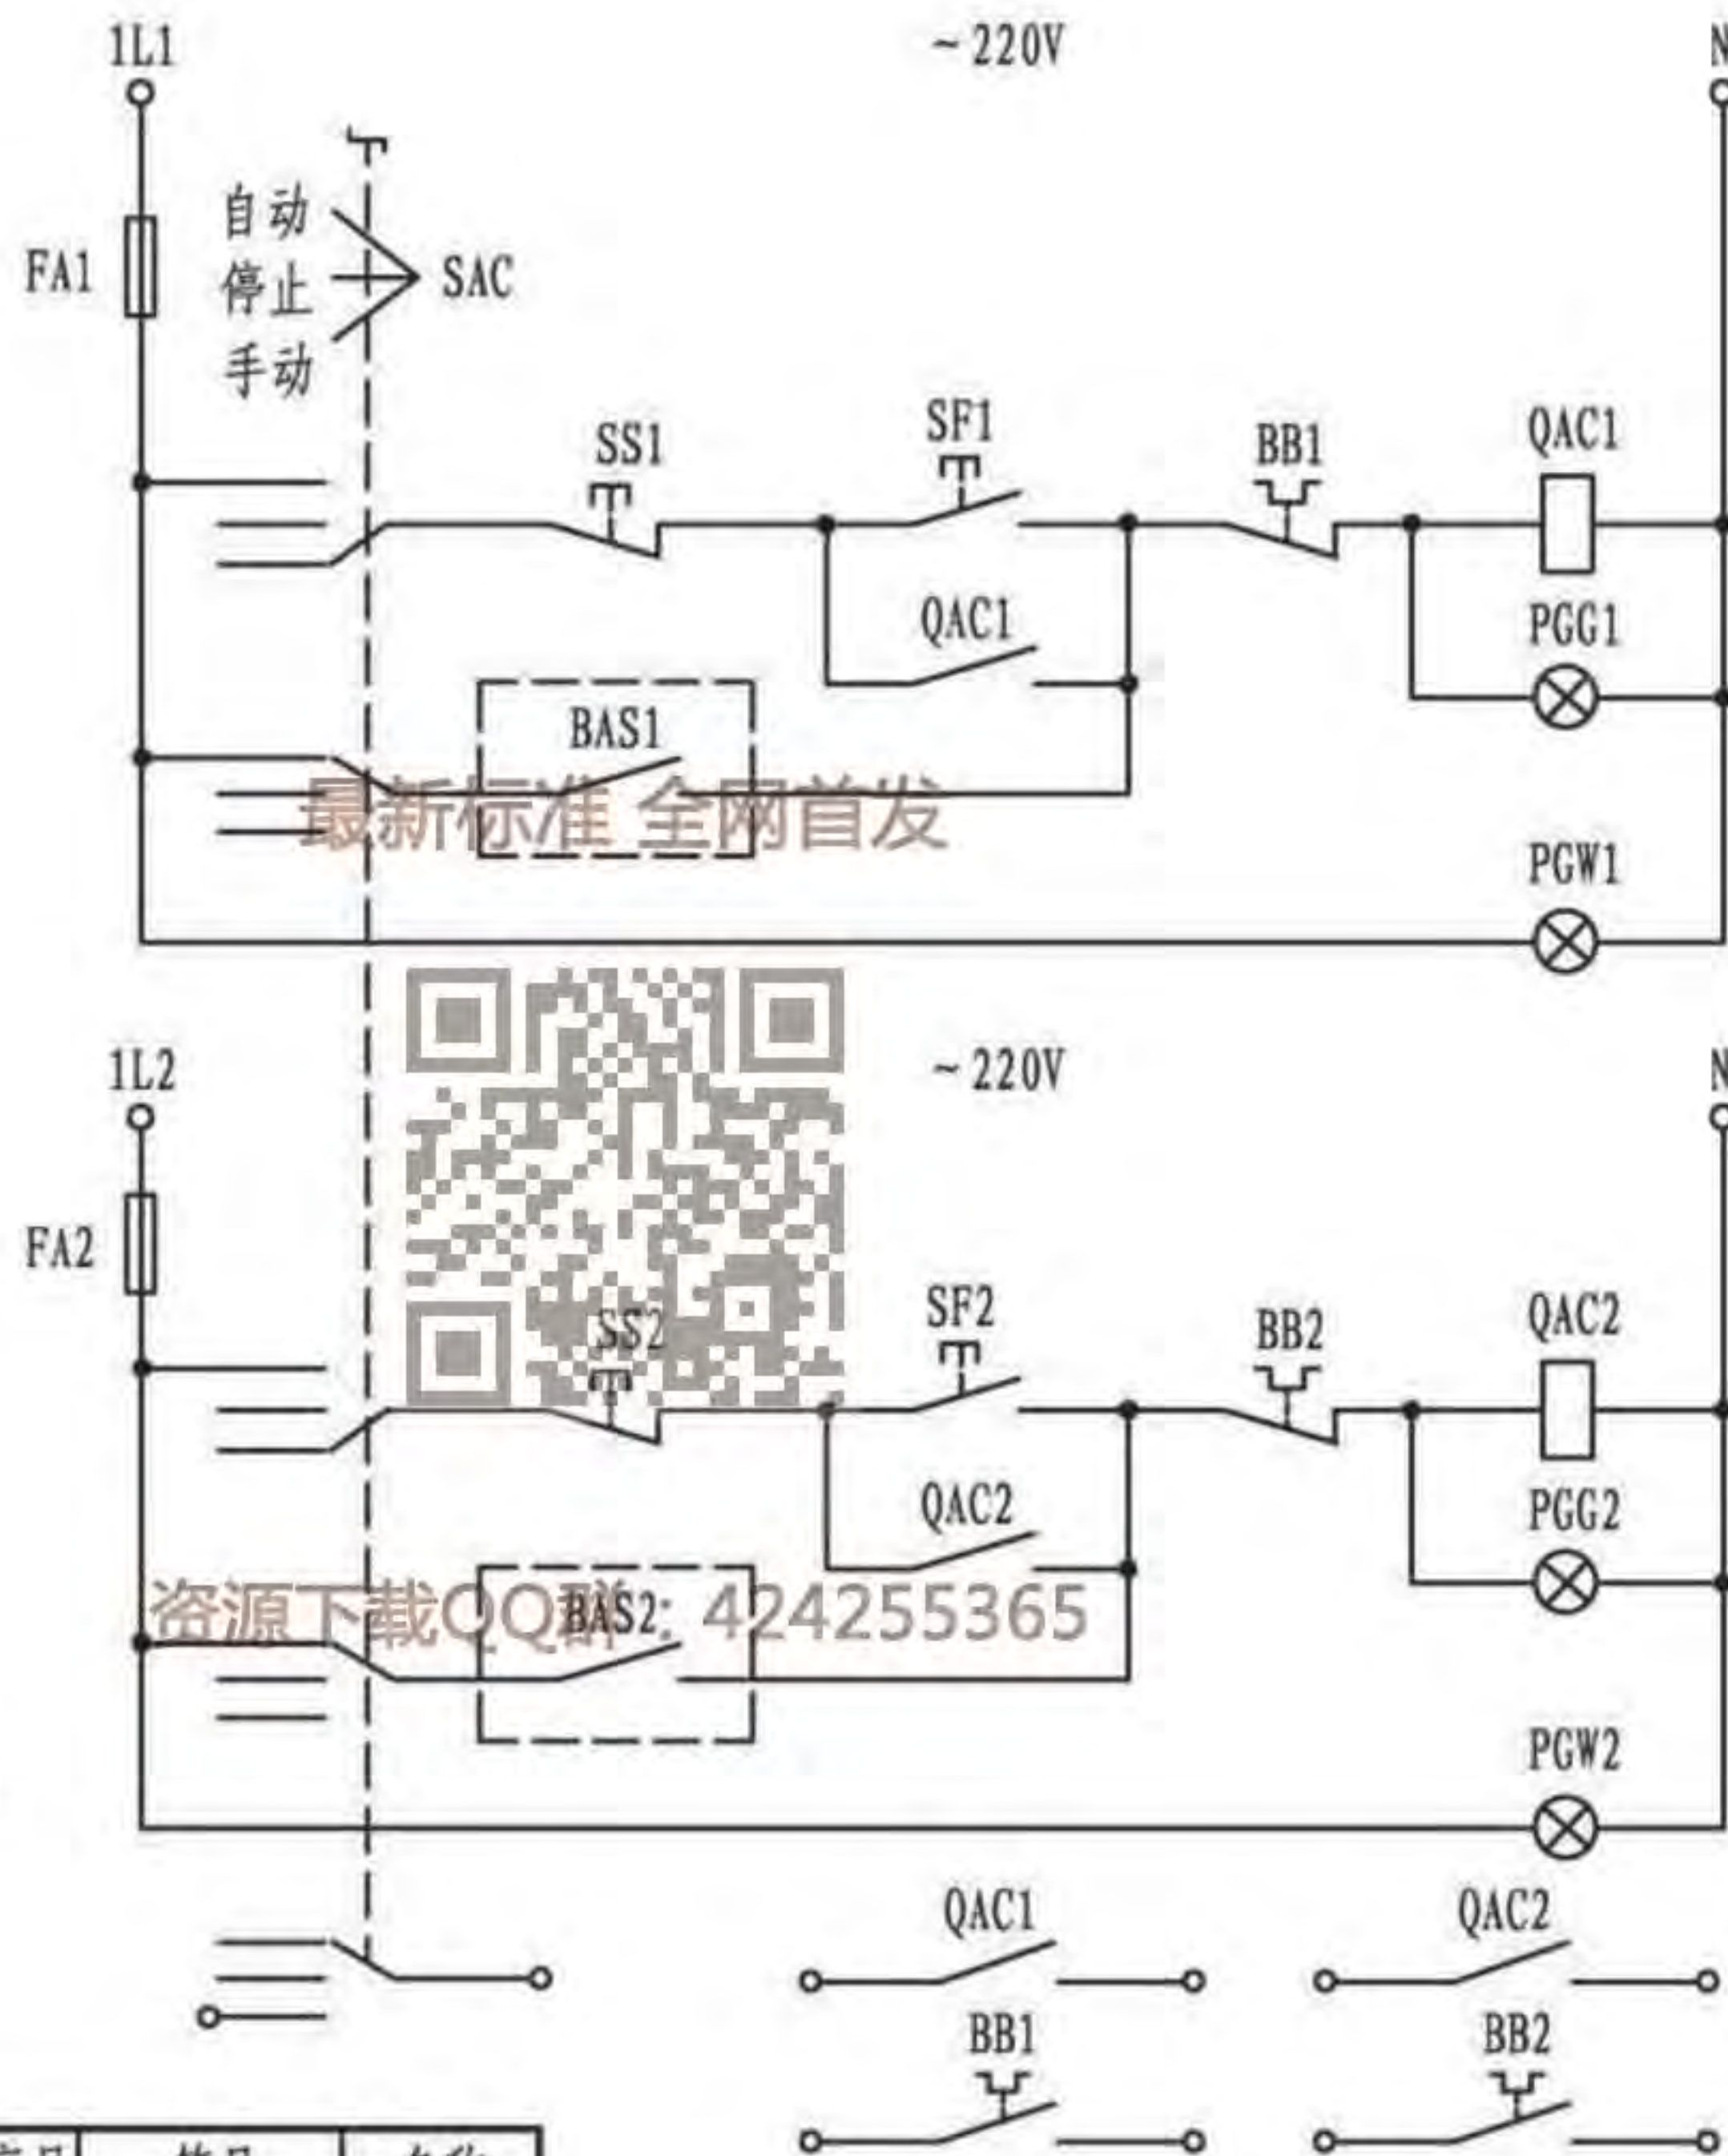 1L1
~220V
N
自动
FA1
停止
SAC
手动
SS1
SF1
BB1
QAC1
QAC1
PGG1
BAS1
最新标准 全网首发
PGW1
1L2
~220V
N
FA2
SS2
SF2
BB2
QAC2
QAC2
PGG2
BAS2
资源下载QQ群: 424255365
PGW2
QAC1
QAC2
BB1
BB2